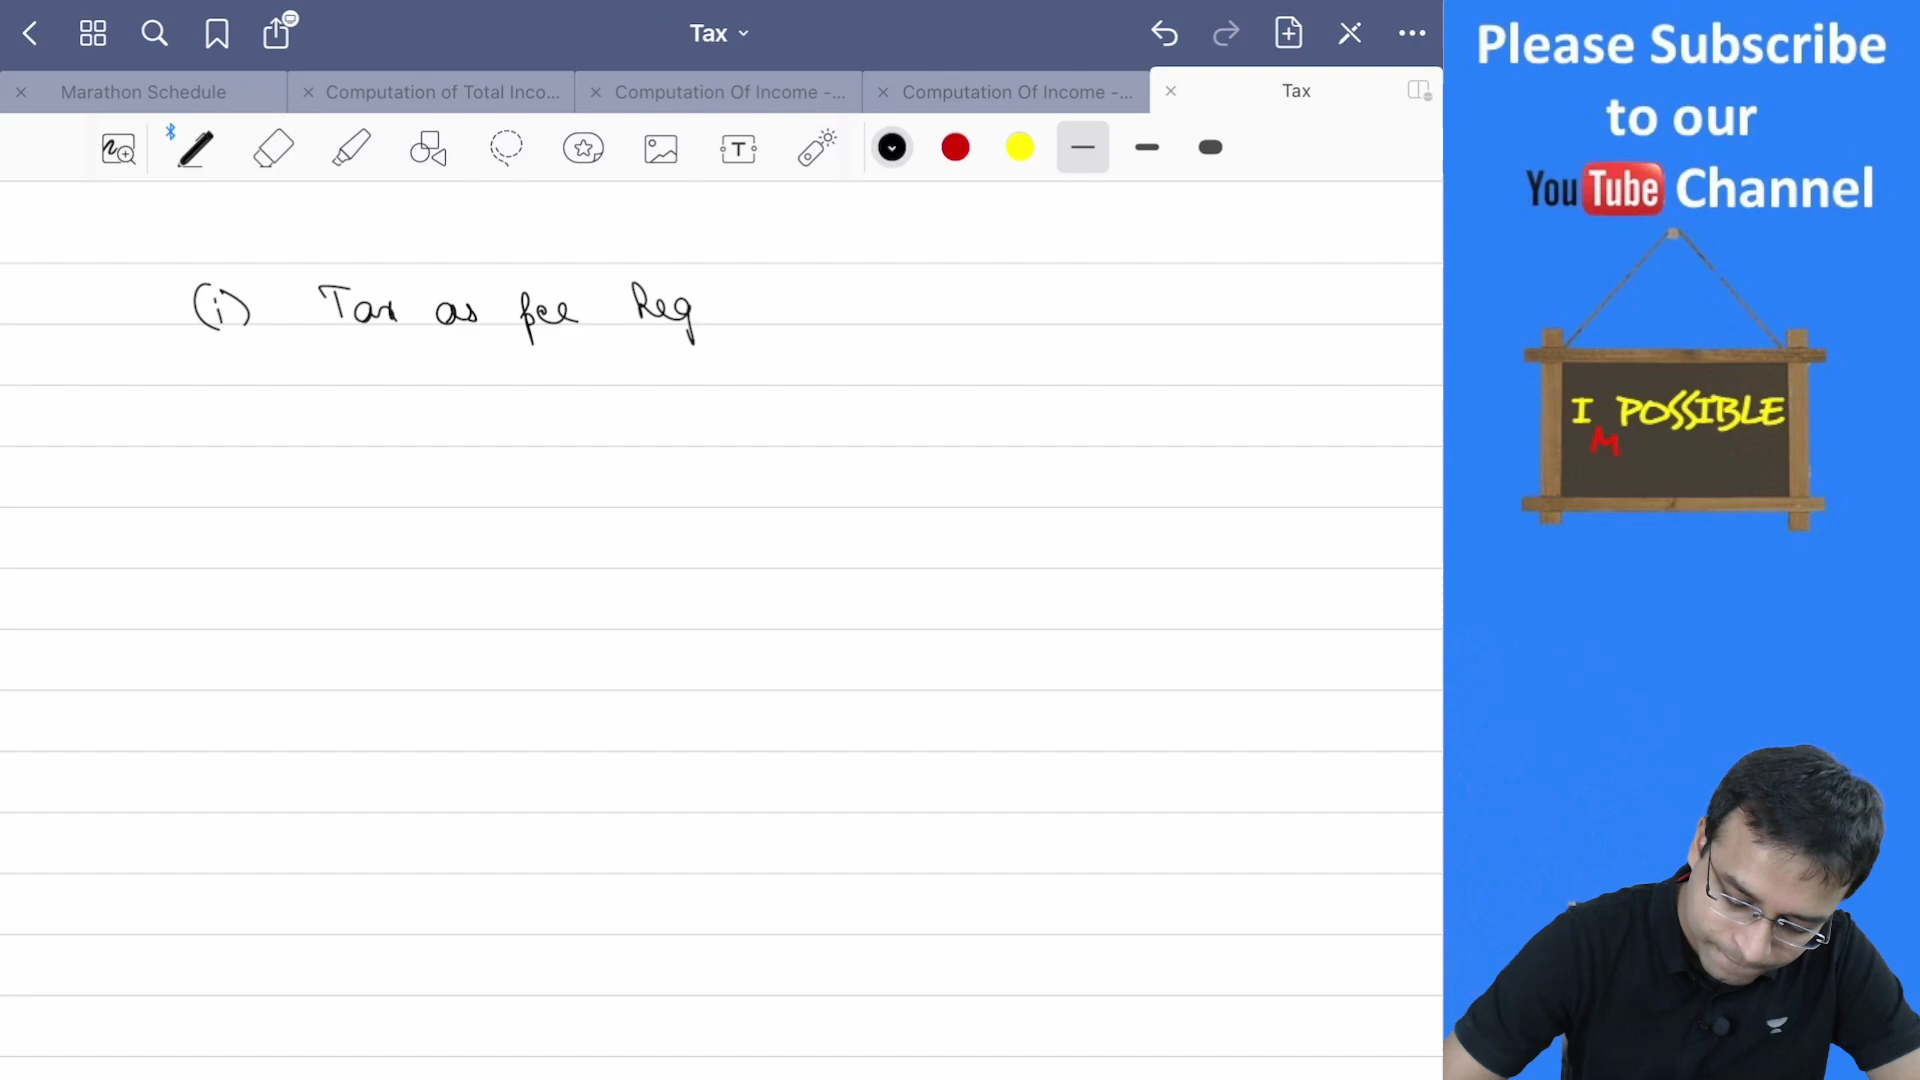 Tax
Marathon Schedule
Computation of Total Inco...
Computation Of Income -...
Computation Of Income -...
Tax
T
(i) Tax as per Reg
Please Subscribe
to our
YouTube Channel
I POSSIBLE
M